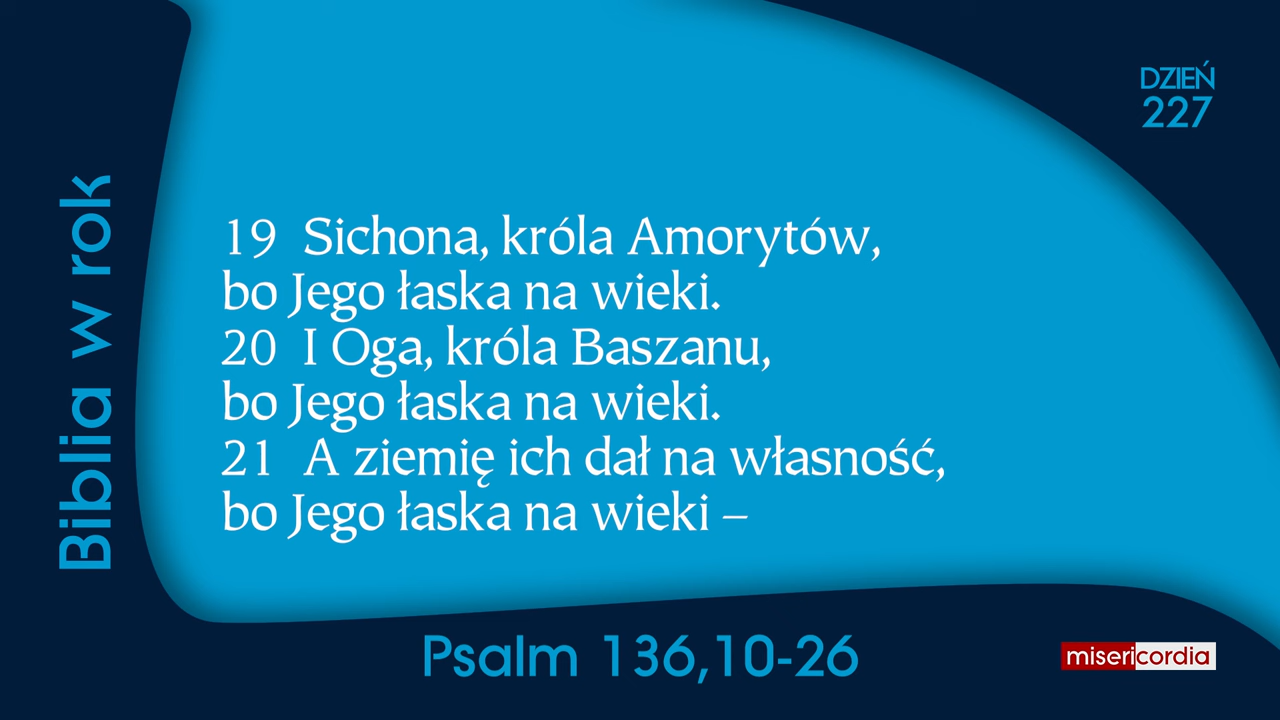 DZIEŃ
227
Biblia w rok
19 Sichona, króla Amorytów,
bo Jego łaska na wieki.
20 I Oga, króla Baszanu,
bo Jego łaska na wieki.
21 A ziemię ich dał na własność,
bo Jego łaska na wieki –
Psalm 136,10-26
misericordia